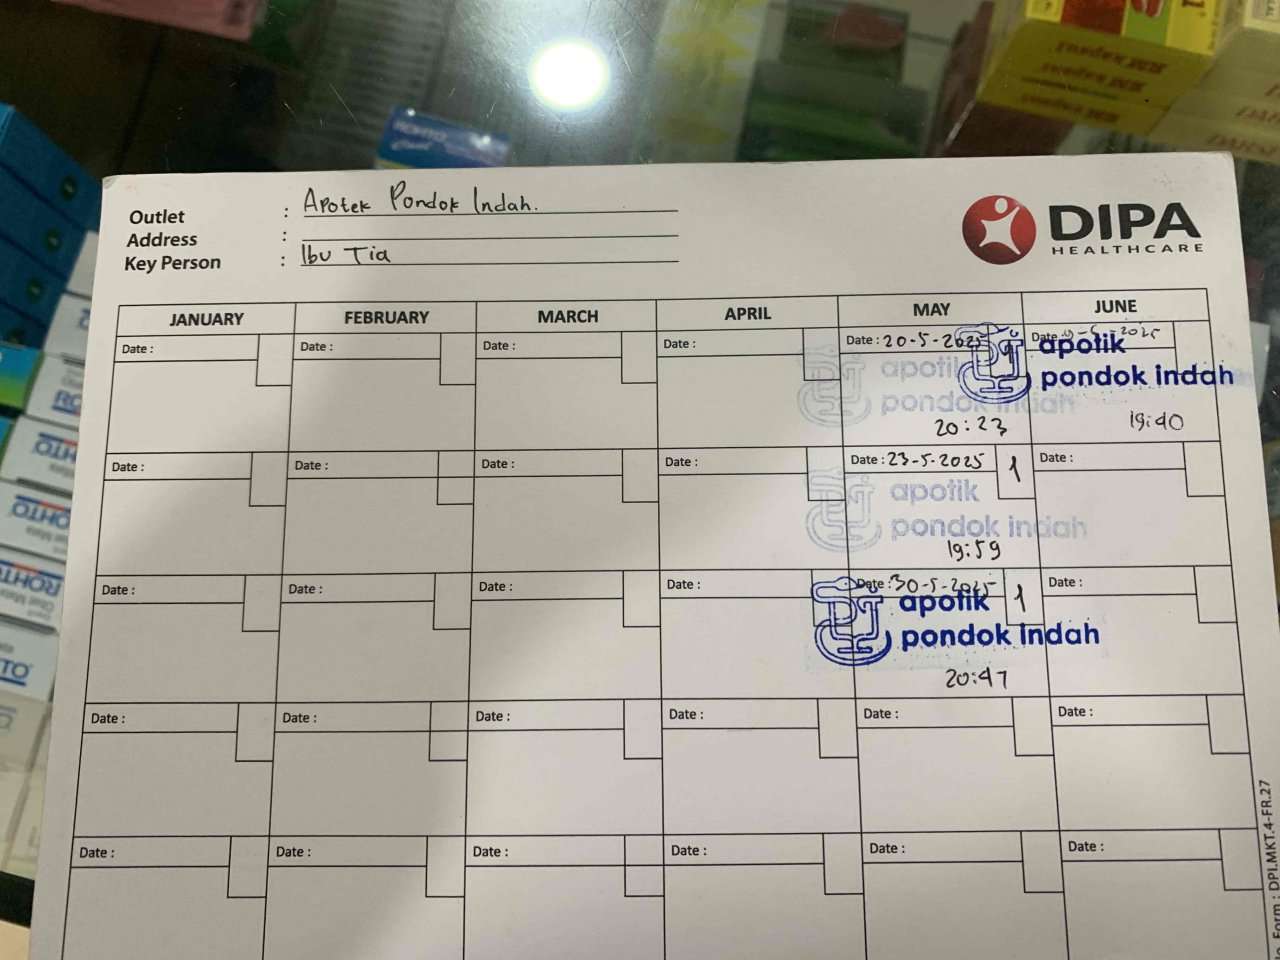 Outlet : Apotek Pondok Indah.
Address :
Key Person : Ibu Tia
DIPA
HEALTHCARE
JANUARY FEBRUARY MARCH APRIL MAY JUNE
Date : Date : Date : Date : Date : 20-5-2025 Date :
apotik
pondok indah
20:23
apotik
pondok indah
19:40
Date : Date : Date : Date : Date : 23-5-2025 1 Date :
apotik
pondok indah
19:59
Date : Date : Date : Date : Date : 30-5-2025 1 Date :
apotik
pondok indah
20:47
Date : Date : Date : Date : Date : Date :
Date : Date : Date : Date : Date : Date :
Form : DPI.MKT.4-FR.27
ROHTO